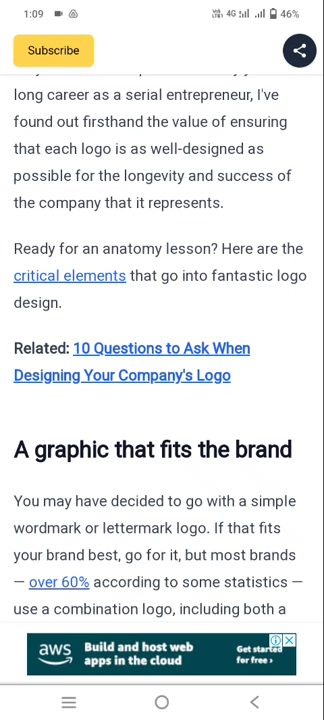 1:09
4G
46%
Subscribe
long career as a serial entrepreneur, I've
found out firsthand the value of ensuring
that each logo is as well-designed as
possible for the longevity and success of
the company that it represents.
Ready for an anatomy lesson? Here are the
critical elements that go into fantastic logo
design.
Related: 10 Questions to Ask When
Designing Your Company's Logo
A graphic that fits the brand
You may have decided to go with a simple
wordmark or lettermark logo. If that fits
your brand best, go for it, but most brands
— over 60% according to some statistics —
use a combination logo, including both a
aws
Build and host web
apps in the cloud
Get started
for free ›